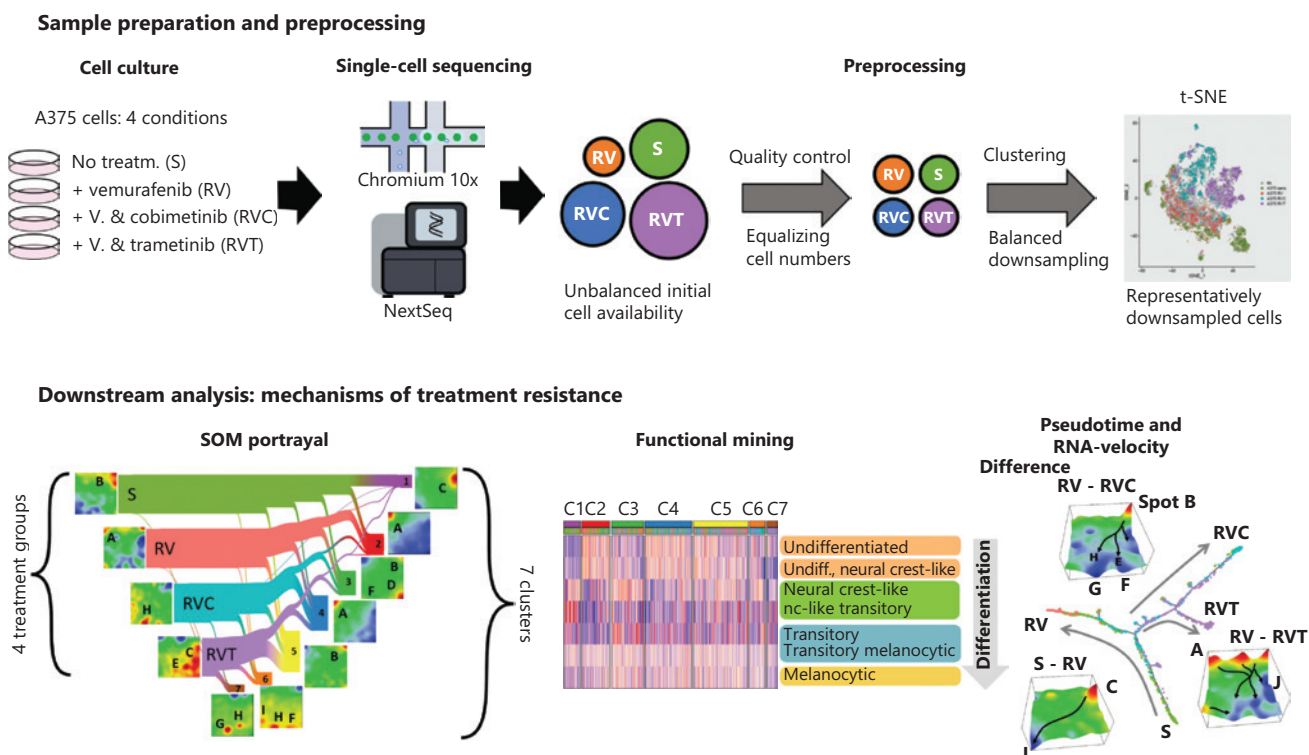 Sample preparation and preprocessing
Cell culture
Single-cell sequencing
Preprocessing
A375 cells: 4 conditions
No treatm. (S)
+ vemurafenib (RV)
+ V. & cobimetinib (RVC)
+ V. & trametinib (RVT)
Chromium 10x
NextSeq
RV
S
RVC
RVT
Unbalanced initial
cell availability
Quality control
Equalizing
cell numbers
RV
S
RVC
RVT
Clustering
Balanced
downsampling
t-SNE
Representatively
downsampled cells
Downstream analysis: mechanisms of treatment resistance
SOM portrayal
4 treatment groups
B
S
1
C
A
RV
2
A
H
RVC
3
B
F D
C
E
RVT
4
A
5
B
6
7
G H
I H F
7 clusters
Functional mining
C1 C2 C3 C4 C5 C6 C7
Undifferentiated
Undiff., neural crest-like
Neural crest-like
nc-like transitory
Transitory
Transitory melanocytic
Melanocytic
Differentiation
Pseudotime and
RNA-velocity
Difference
RV - RVC
Spot B
H
E
G
F
RVC
RVT
RV
A
RV - RVT
J
S - RV
C
S